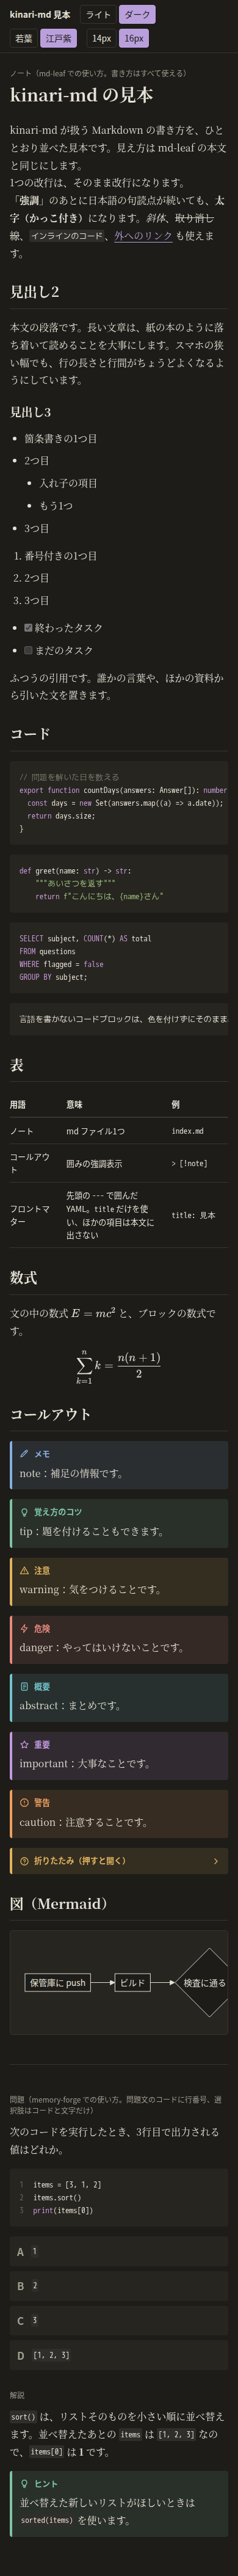 kinari-md 見本 ライト ダーク
若葉 江戸紫 14px 16px
ノート（md-leaf での使い方。書き方はすべて使える）
kinari-md の見本
kinari-md が扱う Markdown の書き方を、ひと
とおり並べた見本です。見え方は md-leaf の本文
と同じにします。
1つの改行は、そのまま改行になります。
「強調」のあとに日本語の句読点が続いても、太
字（かっこ付き）になります。斜体、取り消し
線、インラインのコード、外へのリンク も使えま
す。
見出し2
本文の段落です。長い文章は、紙の本のように落
ち着いて読めることを大事にします。スマホの狭
い幅でも、行の長さと行間がちょうどよくなるよ
うにしています。
見出し3
• 箇条書きの1つ目
• 2つ目
• 入れ子の項目
• もう1つ
• 3つ目
1. 番号付きの1つ目
2. 2つ目
3. 3つ目
• 終わったタスク
• まだのタスク
ふつうの引用です。誰かの言葉や、ほかの資料か
ら引いた文を置きます。
コード
// 問題を解いた日を数える
export function countDays(answers: Answer[]): number
const days = new Set(answers.map((a) => a.date));
return days.size;
}
def greet(name: str) -> str:
"""あいさつを返す"""
return f"こんにちは、{name}さん"
SELECT subject, COUNT(*) AS total
FROM questions
WHERE flagged = false
GROUP BY subject;
言語を書かないコードブロックは、色を付けずにそのまま
表
用語 意味 例
ノート md ファイル1つ index.md
コールアウ
ト 囲みの強調表示 > [!note]
フロントマ
ター 先頭の --- で囲んだ
YAML。title だけを使
い、ほかの項目は本文に
出さない title: 見本
数式
文の中の数式 E = mc² と、ブロックの数式で
す。
n
∑ k = n(n + 1) / 2
k=1
コールアウト
メモ
note：補足の情報です。
覚え方のコツ
tip：題を付けることもできます。
注意
warning：気をつけることです。
危険
danger：やってはいけないことです。
概要
abstract：まとめです。
重要
important：大事なことです。
警告
caution：注意することです。
折りたたみ（押すと開く）
図（Mermaid）
保管庫に push ビルド 検査に通る
問題（memory-forge での使い方。問題文のコードに行番号、選
択肢はコードと文字だけ）
次のコードを実行したとき、3行目で出力される
値はどれか。
1 items = [3, 1, 2]
2 items.sort()
3 print(items[0])
A 1
B 2
C 3
D [1, 2, 3]
解説
sort() は、リストそのものを小さい順に並べ替え
ます。並べ替えたあとの items は [1, 2, 3] なの
で、items[0] は 1 です。
ヒント
並べ替えた新しいリストがほしいときは
sorted(items) を使います。